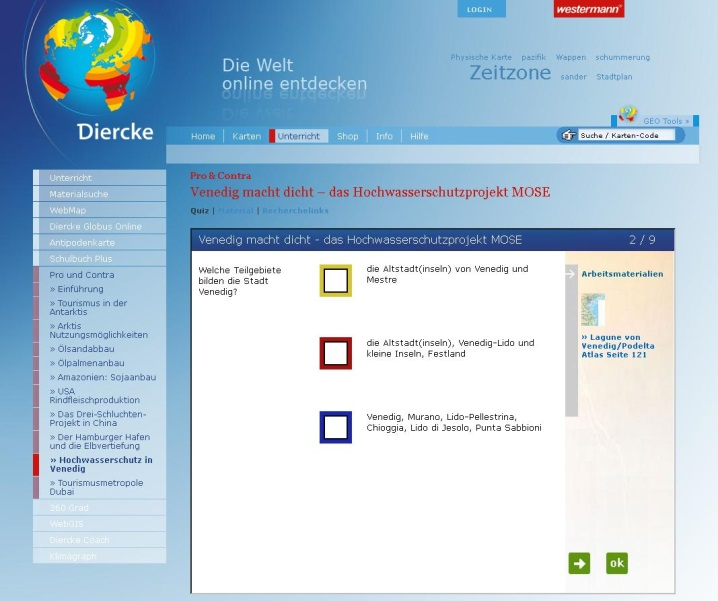 LOGIN
westermann
Die Welt
online entdecken
Physische Karte pazifik Wappen schummerung
Zeitzone sander Stadtplan
Diercke
GEO Tools »
Home | Karten | Unterricht | Shop | Info | Hilfe
Suche / Karten-Code
Unterricht
Materialsuche
WebMap
Diercke Globus Online
Antipodenkarte
Schulbuch Plus
Pro und Contra
» Einführung
» Tourismus in der
Antarktis
» Arktis
Nutzungsmöglichkeiten
» Ölsandabbau
» Ölpalmenanbau
» Amazonien: Sojaanbau
» USA
Rindfleischproduktion
» Das Drei-Schluchten-
Projekt in China
» Der Hamburger Hafen
und die Elbvertiefung
» Hochwasserschutz in
Venedig
» Tourismusmetropole
Dubai
360 Grad
WebGIS
Diercke Coach
Klimagraph
Pro & Contra
Venedig macht dicht – das Hochwasserschutzprojekt MOSE
Quiz | Material | Recherchelinks
Venedig macht dicht - das Hochwasserschutzprojekt MOSE 2 / 9
Welche Teilgebiete
bilden die Stadt
Venedig?
die Altstadt(inseln) von Venedig und
Mestre
die Altstadt(inseln), Venedig-Lido und
kleine Inseln, Festland
Venedig, Murano, Lido-Pellestrina,
Chioggia, Lido di Jesolo, Punta Sabbioni
Arbeitsmaterialien
» Lagune von
Venedig/Podelta
Atlas Seite 121
ok